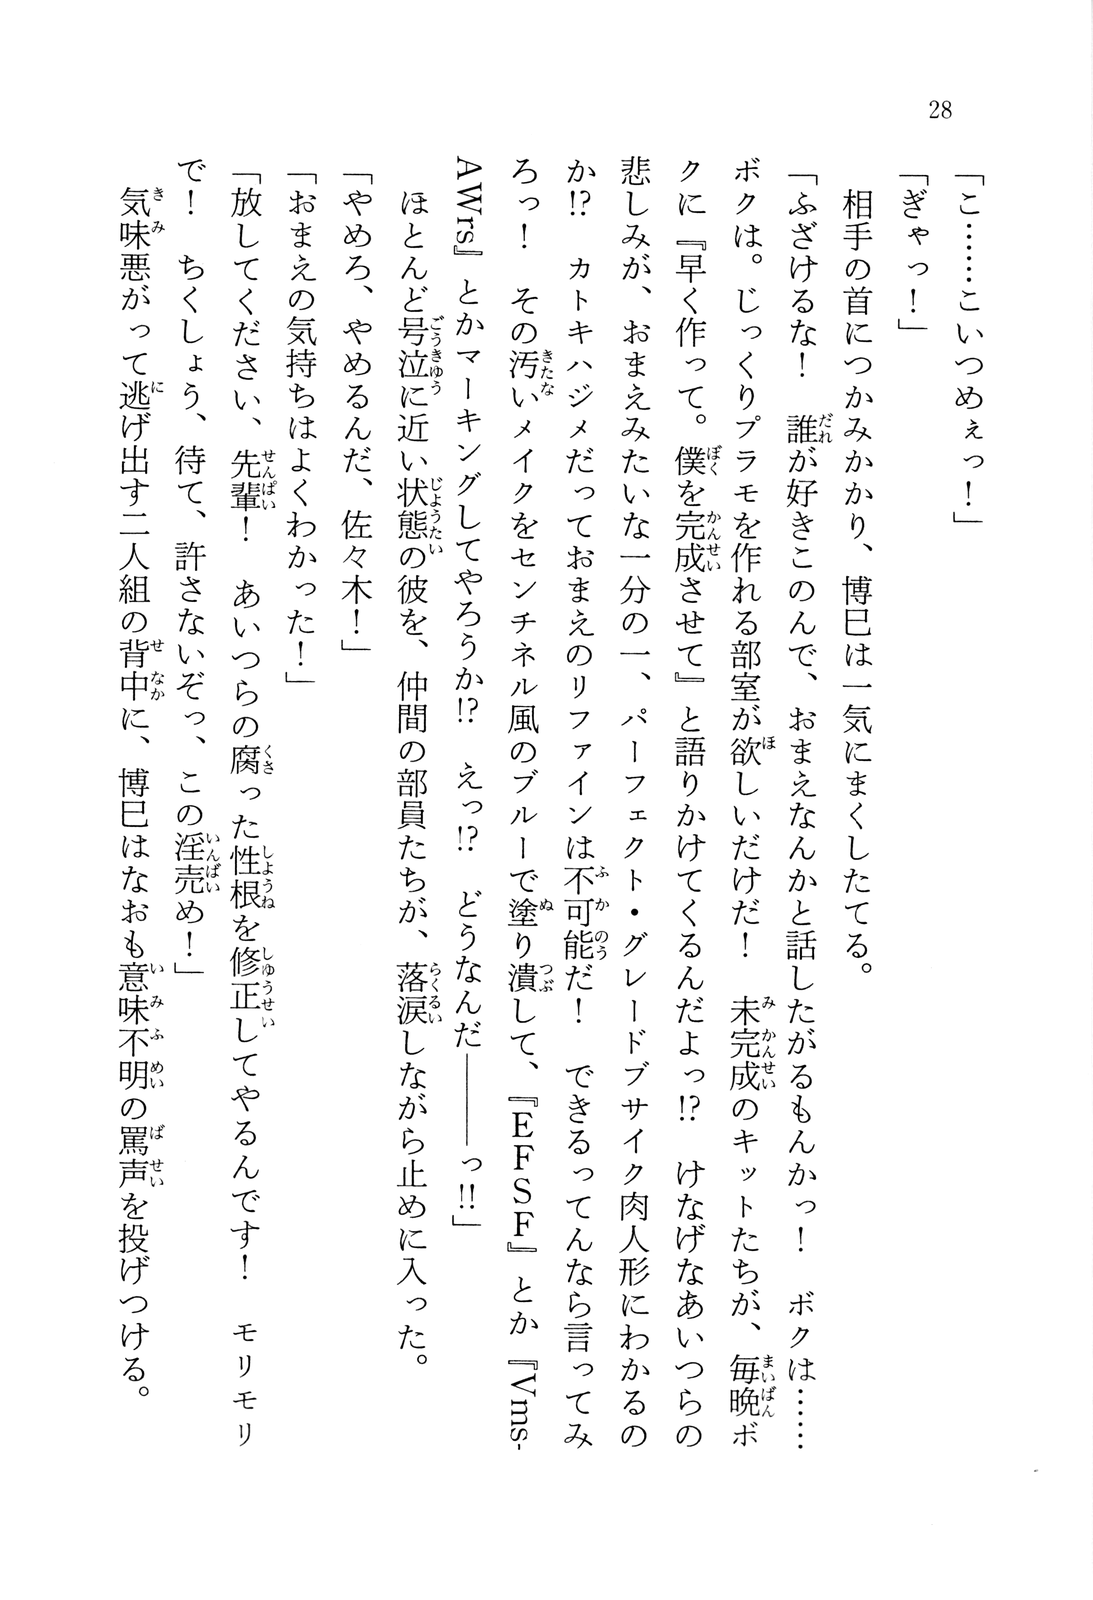 28
「こ……こいつめぇっ！」
「ぎゃっ！」
相手の首につかみかかり、博巳は一気にまくしたてる。
「ふざけるな！　誰が好きこのんで、おまえなんかと話したがるもんかっ！　ボクは……
ボクは。じっくりプラモを作れる部室が欲しいだけだ！　未完成のキットたちが、毎晩ボ
クに『早く作って。僕を完成させて』と語りかけてくるんだよっ!?　けなげなあいつらの
悲しみが、おまえみたいな一分の一、パーフェクト・グレードブサイク肉人形にわかるの
か!?　カトキハジメだっておまえのリファインは不可能だ！　できるってんなら言ってみ
ろっ！　その汚いメイクをセンチネル風のブルーで塗り潰して、『EFSF』とか『Vms-
AWrs』とかマーキングしてやろうか!?　えっ!?　どうなんだ―――っ!!」
ほとんど号泣に近い状態の彼を、仲間の部員たちが、落涙しながら止めに入った。
「やめろ、やめるんだ、佐々木！」
「おまえの気持ちはよくわかった！」
「放してください、先輩！　あいつらの腐った性根を修正してやるんです！　モリモリ
で！　ちくしょう、待て、許さないぞっ、この淫売め！」
気味悪がって逃げ出す二人組の背中に、博巳はなおも意味不明の罵声を投げつける。